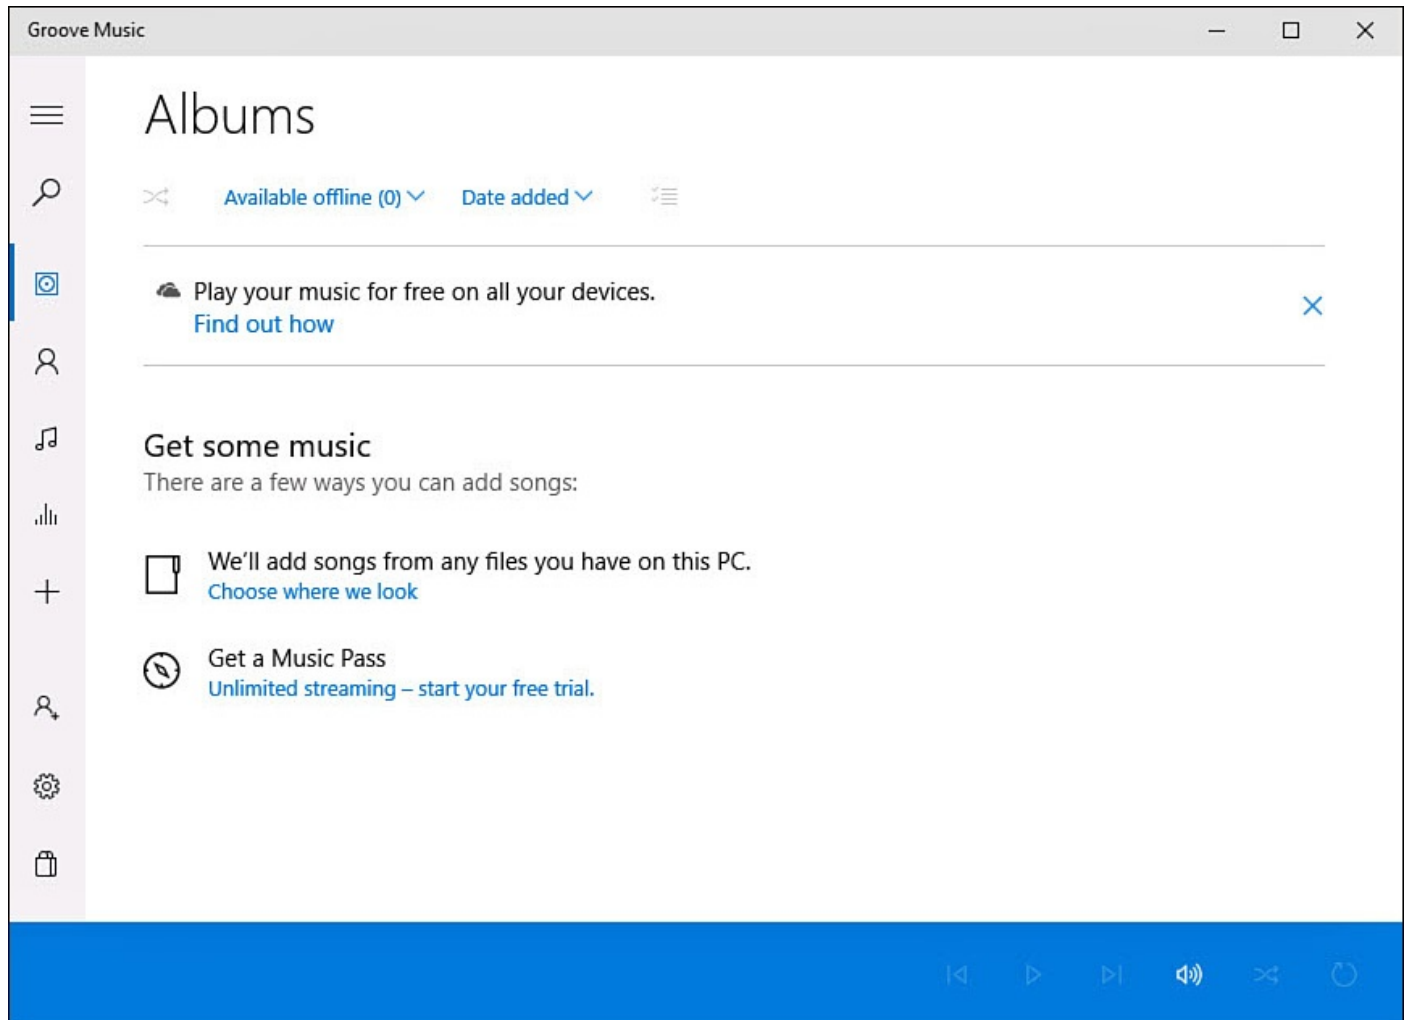 Groove Music
Albums
Available offline (0)
Date added
Play your music for free on all your devices.
Find out how
Get some music
There are a few ways you can add songs:
We'll add songs from any files you have on this PC.
Choose where we look
Get a Music Pass
Unlimited streaming – start your free trial.